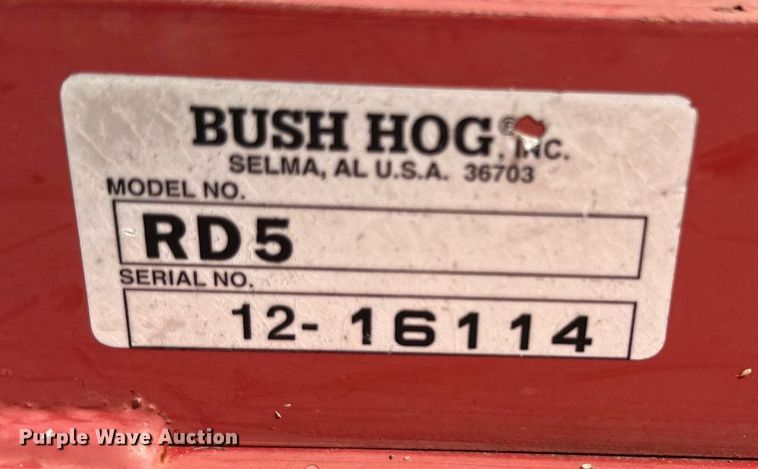 BUSH HOG®, INC.
SELMA, AL U.S.A. 36703
MODEL NO.
RD5
SERIAL NO.
12-16114
Purple Wave Auction